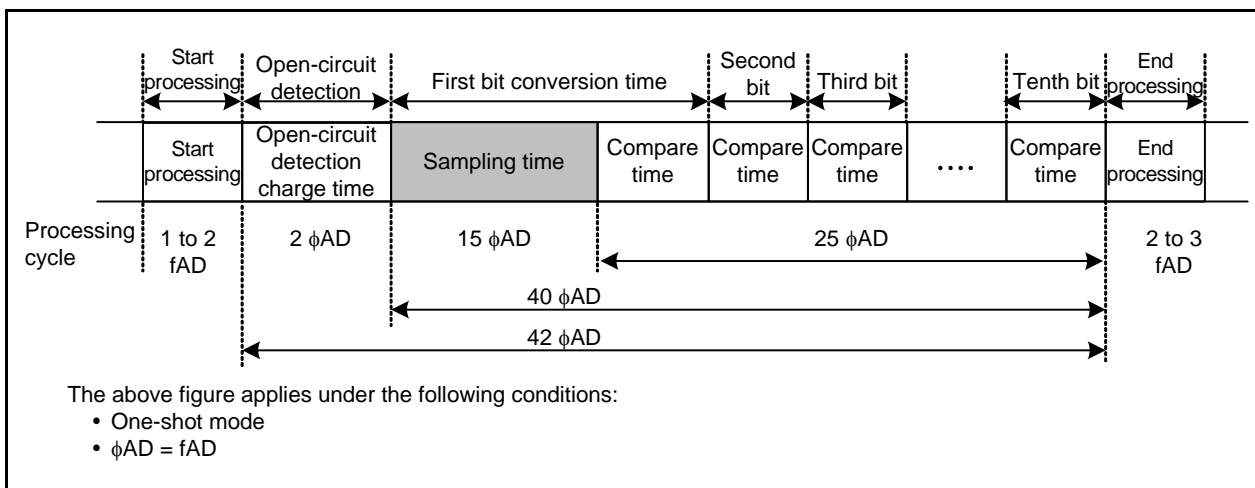 Start
processing
Open-circuit
detection
First bit conversion time
Second
bit
Third bit
Tenth bit
End
processing
Start
processing
Open-circuit
detection
charge time
Sampling time
Compare
time
Compare
time
Compare
time
....
Compare
time
End
processing
Processing
cycle
1 to 2
fAD
2 ϕAD
15 ϕAD
25 ϕAD
2 to 3
fAD
40 ϕAD
42 ϕAD
The above figure applies under the following conditions:
• One-shot mode
• ϕAD = fAD